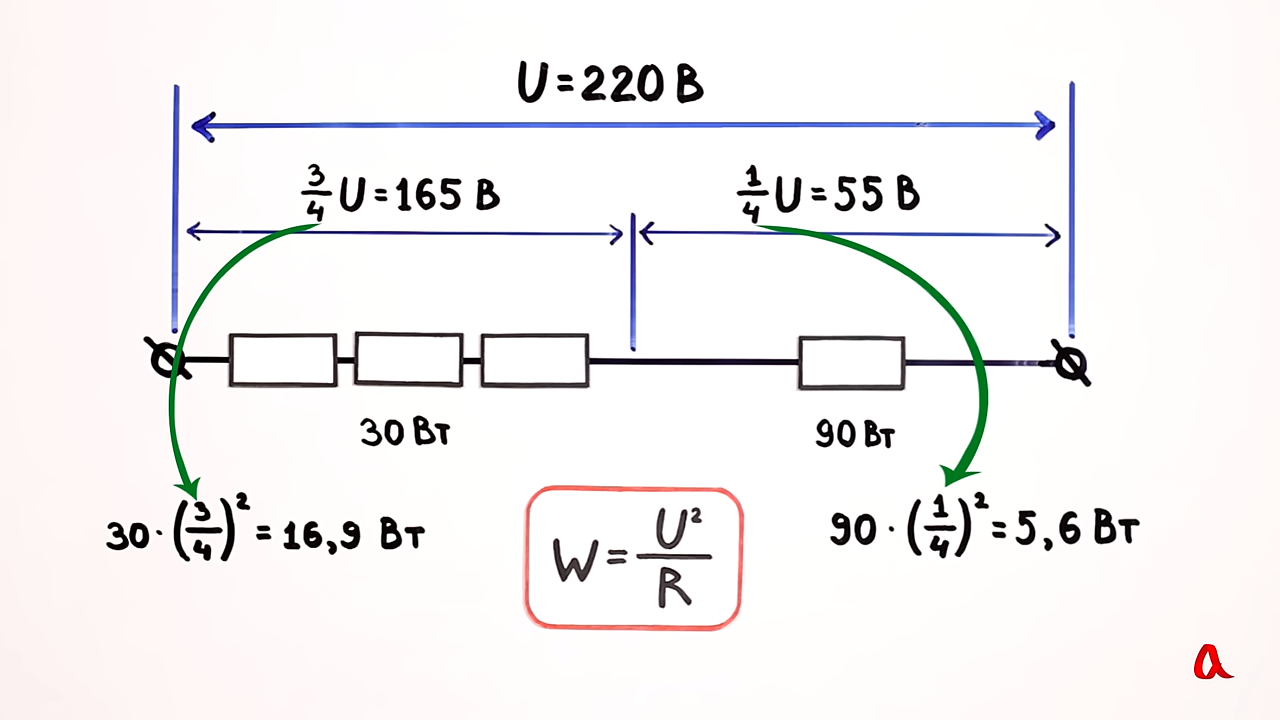 U=220 В
3/4 U=165 В
1/4 U=55 В
30 Вт
90 Вт
30·(3/4)²=16,9 Вт
W=U²/R
90·(1/4)²=5,6 Вт
a